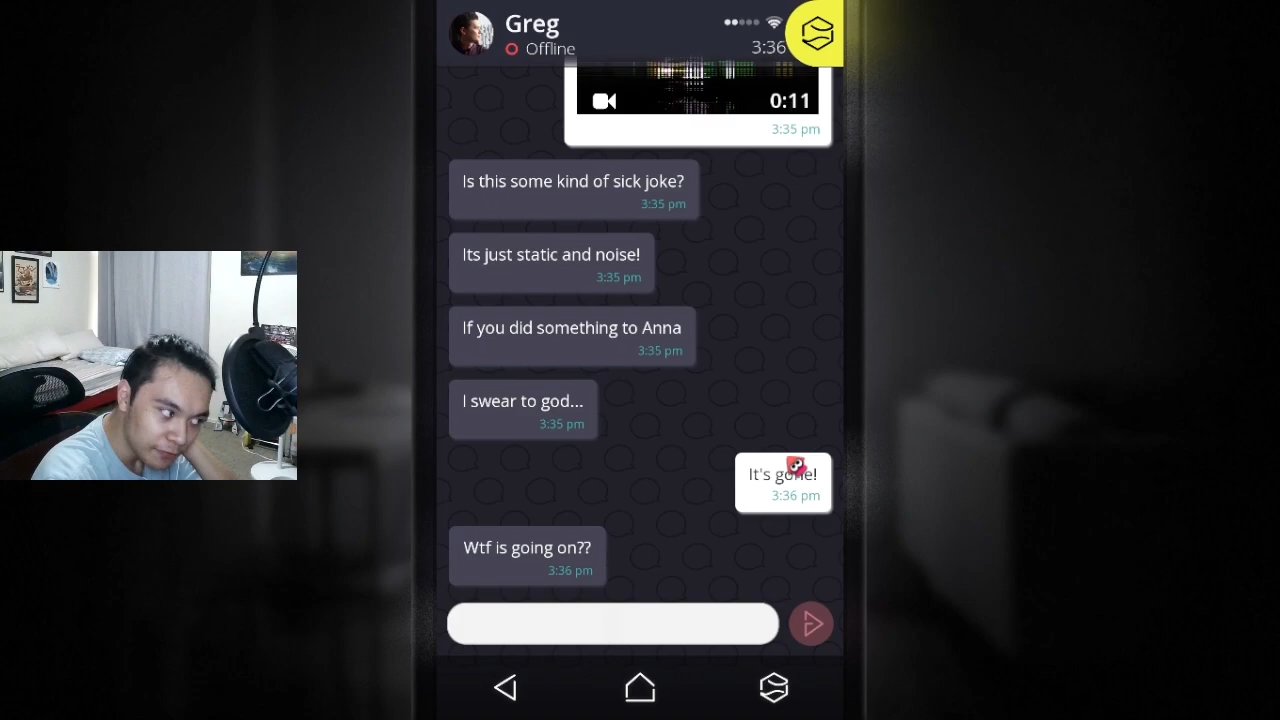 Greg
Offline
3:36
0:11
3:35 pm
Is this some kind of sick joke?
3:35 pm
Its just static and noise!
3:35 pm
If you did something to Anna
3:35 pm
I swear to god...
3:35 pm
It's gone!
3:36 pm
Wtf is going on??
3:36 pm